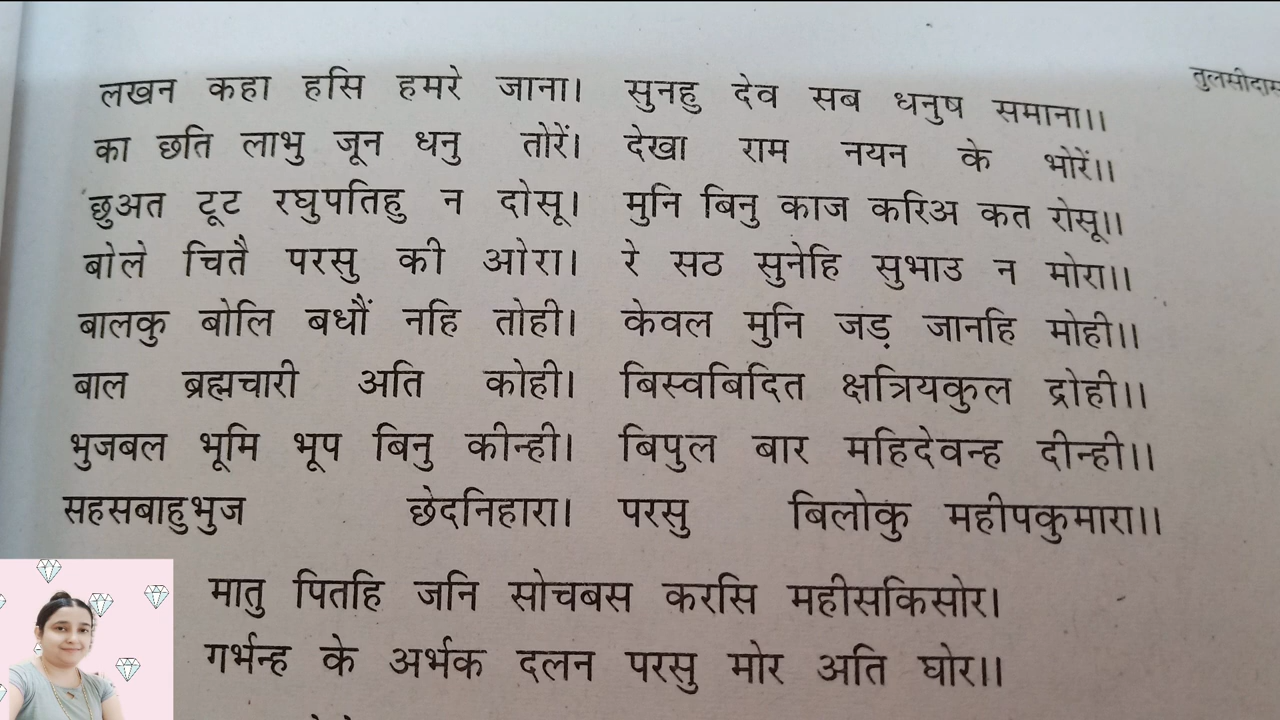 तुलसीदास
लखन कहा हसि हमरे जाना। सुनहु देव सब धनुष समाना।।
का छति लाभु जून धनु तोरें। देखा राम नयन के भोरें।।
छुअत टूट रघुपतिहु न दोसू। मुनि बिनु काज करिअ कत रोसू।।
बोले चितै परसु की ओरा। रे सठ सुनेहि सुभाउ न मोरा।।
बालकु बोलि बधौं नहि तोही। केवल मुनि जड़ जानहि मोही।।
बाल ब्रह्मचारी अति कोही। बिस्वबिदित क्षत्रियकुल द्रोही।।
भुजबल भूमि भूप बिनु कीन्ही। बिपुल बार महिदेवन्ह दीन्ही।।
सहसबाहुभुज छेदनिहारा। परसु बिलोकु महीपकुमारा।।
मातु पितहि जनि सोचबस करसि महीसकिसोर।
गर्भन्ह के अर्भक दलन परसु मोर अति घोर।।